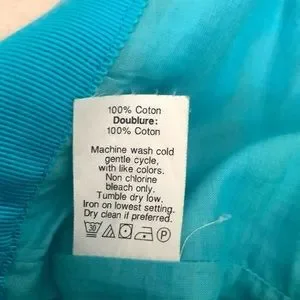 100% Coton
Doublure:
100% Coton
Machine wash cold
gentle cycle,
with like colors.
Non chlorine
bleach only.
Tumble dry low.
Iron on lowest setting.
Dry clean if preferred.
30 P